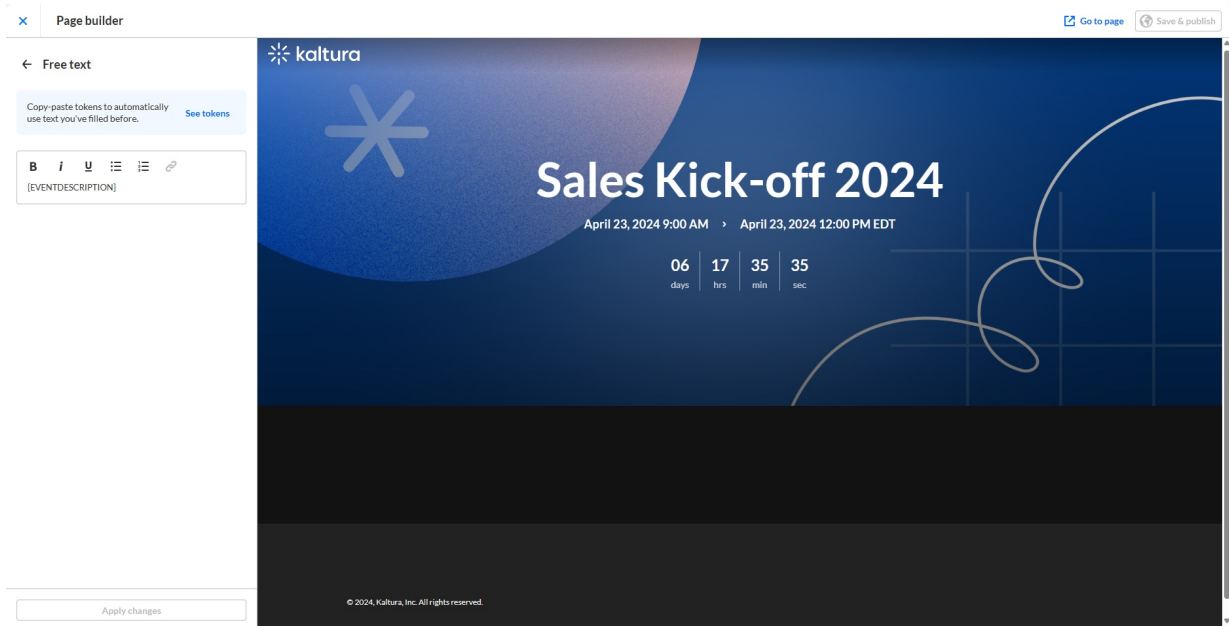 Page builder
Go to page
Save & publish
Free text
Copy-paste tokens to automatically
use text you've filled before.
See tokens
B i U
{EVENTDESCRIPTION}
Apply changes
kaltura
Sales Kick-off 2024
April 23, 2024 9:00 AM › April 23, 2024 12:00 PM EDT
06 17 35 35
days hrs min sec
© 2024, Kaltura, Inc. All rights reserved.